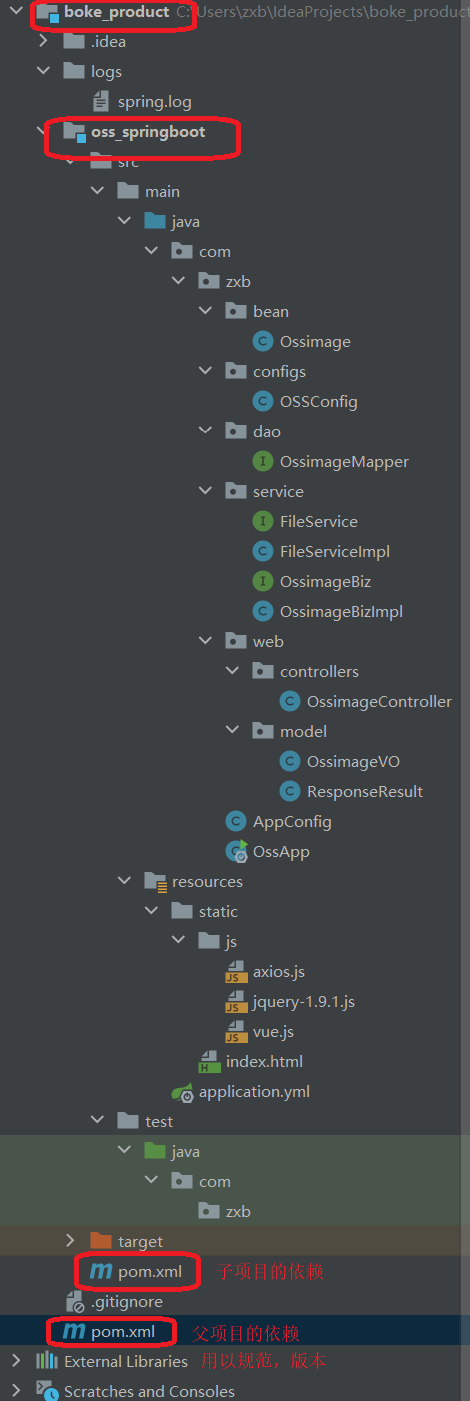 boke_product C:\Users\zxb\IdeaProjects\boke_product
.idea
logs
spring.log
oss_springboot
src
main
java
com
zxb
bean
Ossimage
configs
OSSConfig
dao
OssimageMapper
service
FileService
FileServiceImpl
OssimageBiz
OssimageBizImpl
web
controllers
OssimageController
model
OssimageVO
ResponseResult
AppConfig
OssApp
resources
static
js
axios.js
jquery-1.9.1.js
vue.js
index.html
application.yml
test
java
com
zxb
target
pom.xml 子项目的依赖
.gitignore
pom.xml 父项目的依赖
External Libraries 用以规范，版本
Scratches and Consoles